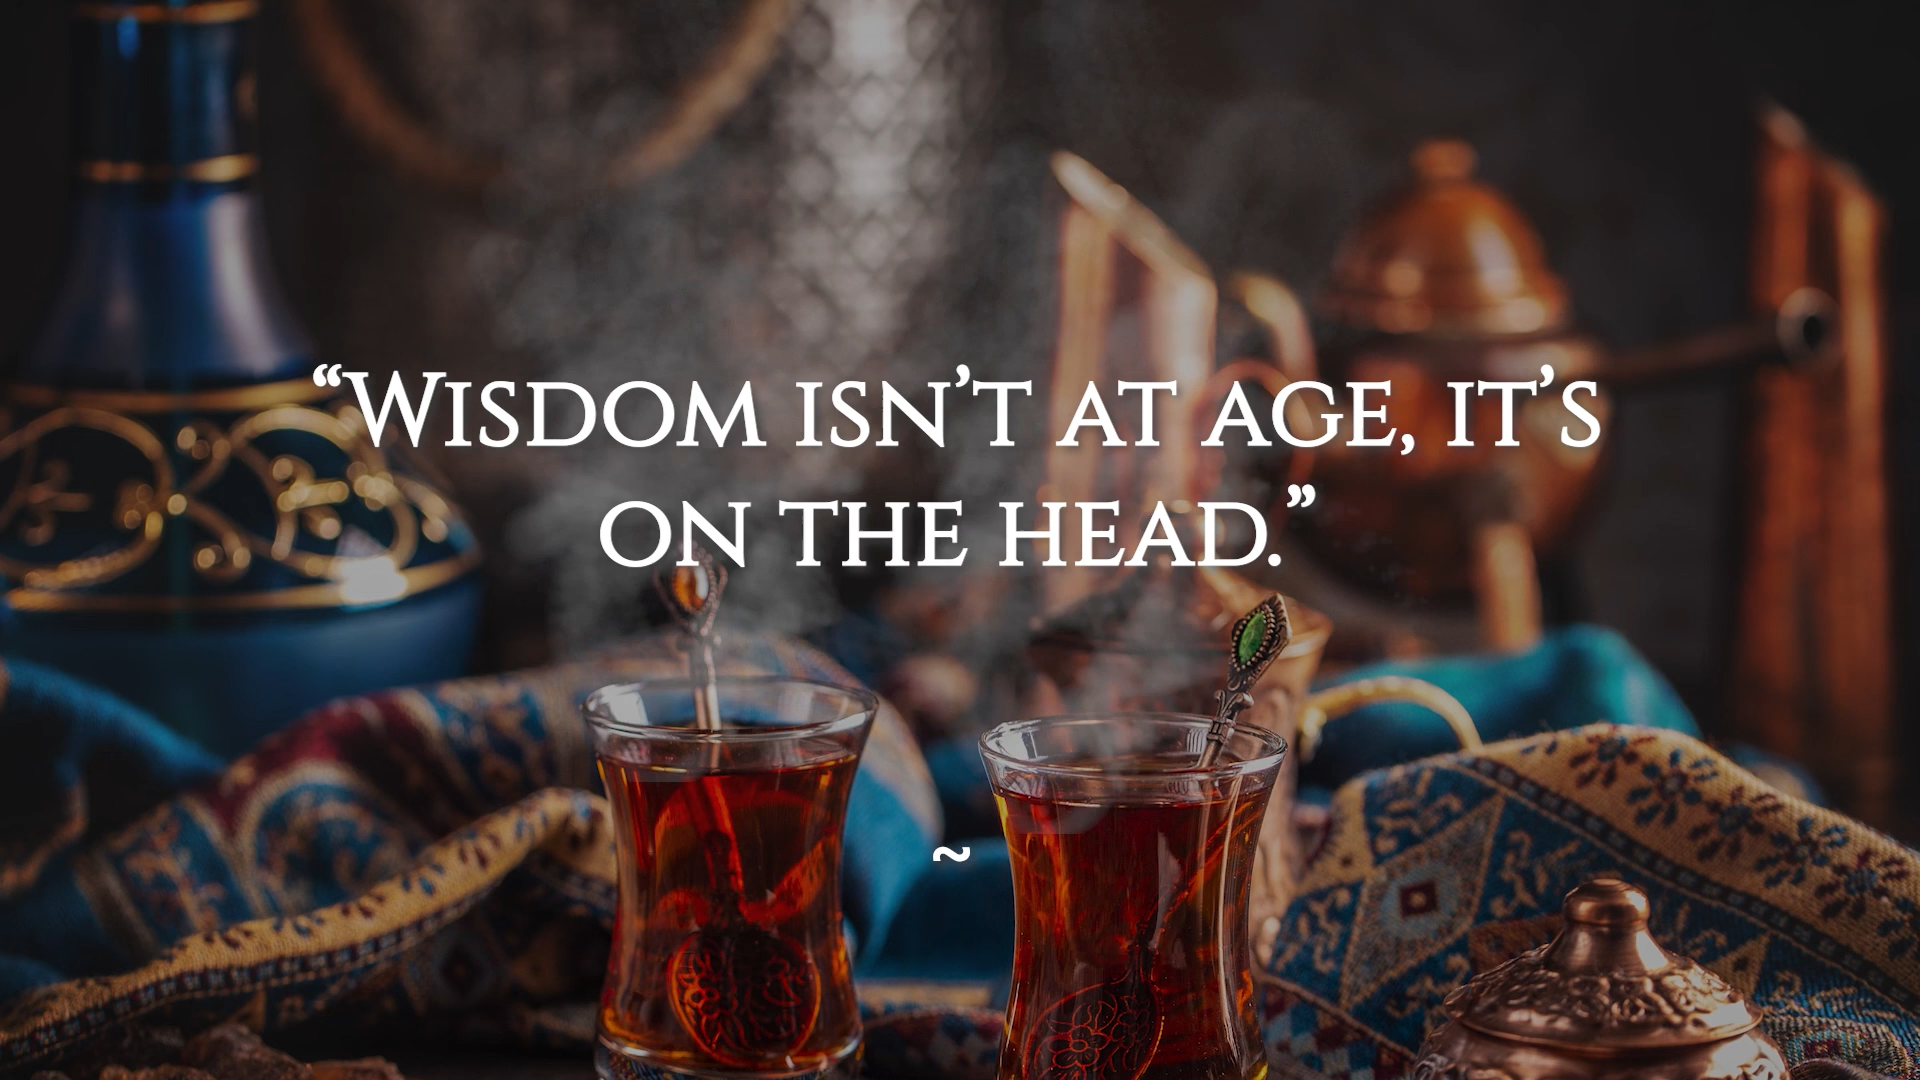 “Wisdom isn’t at age, it’s
on the head.”
~